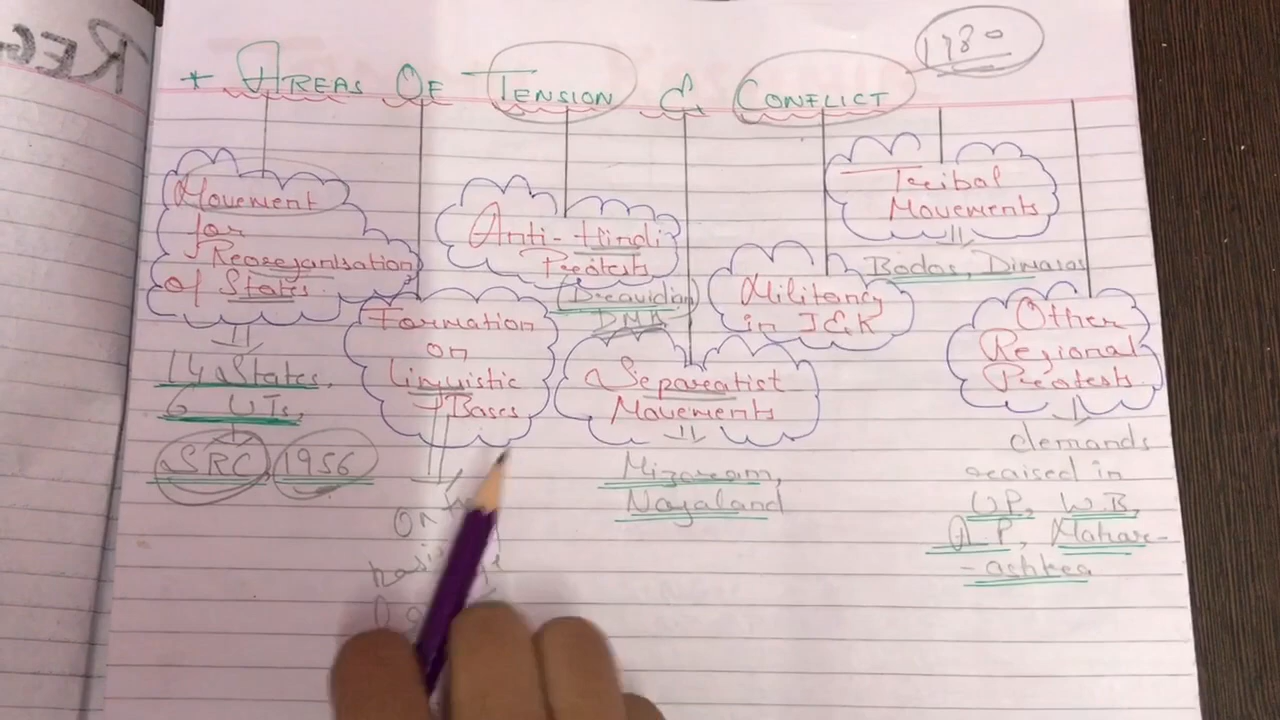 * AREAS OF TENSION & CONFLICT
1980
Movement
for
Reorganisation
of States
14 States,
6 UTs,
SRC 1956
Formation
on
linguistic
Bases
On
Anti-Hindi
Protests
(Dravidian)
DMK
Separatist
Movements
Mizoram,
Nagaland
Militancy
in J&K
Tribal
Movements
Bodos, Dimasas
Other
Regional
Protests
demands
raised in
UP, W.B,
A.P, Mahar-
-ashtra